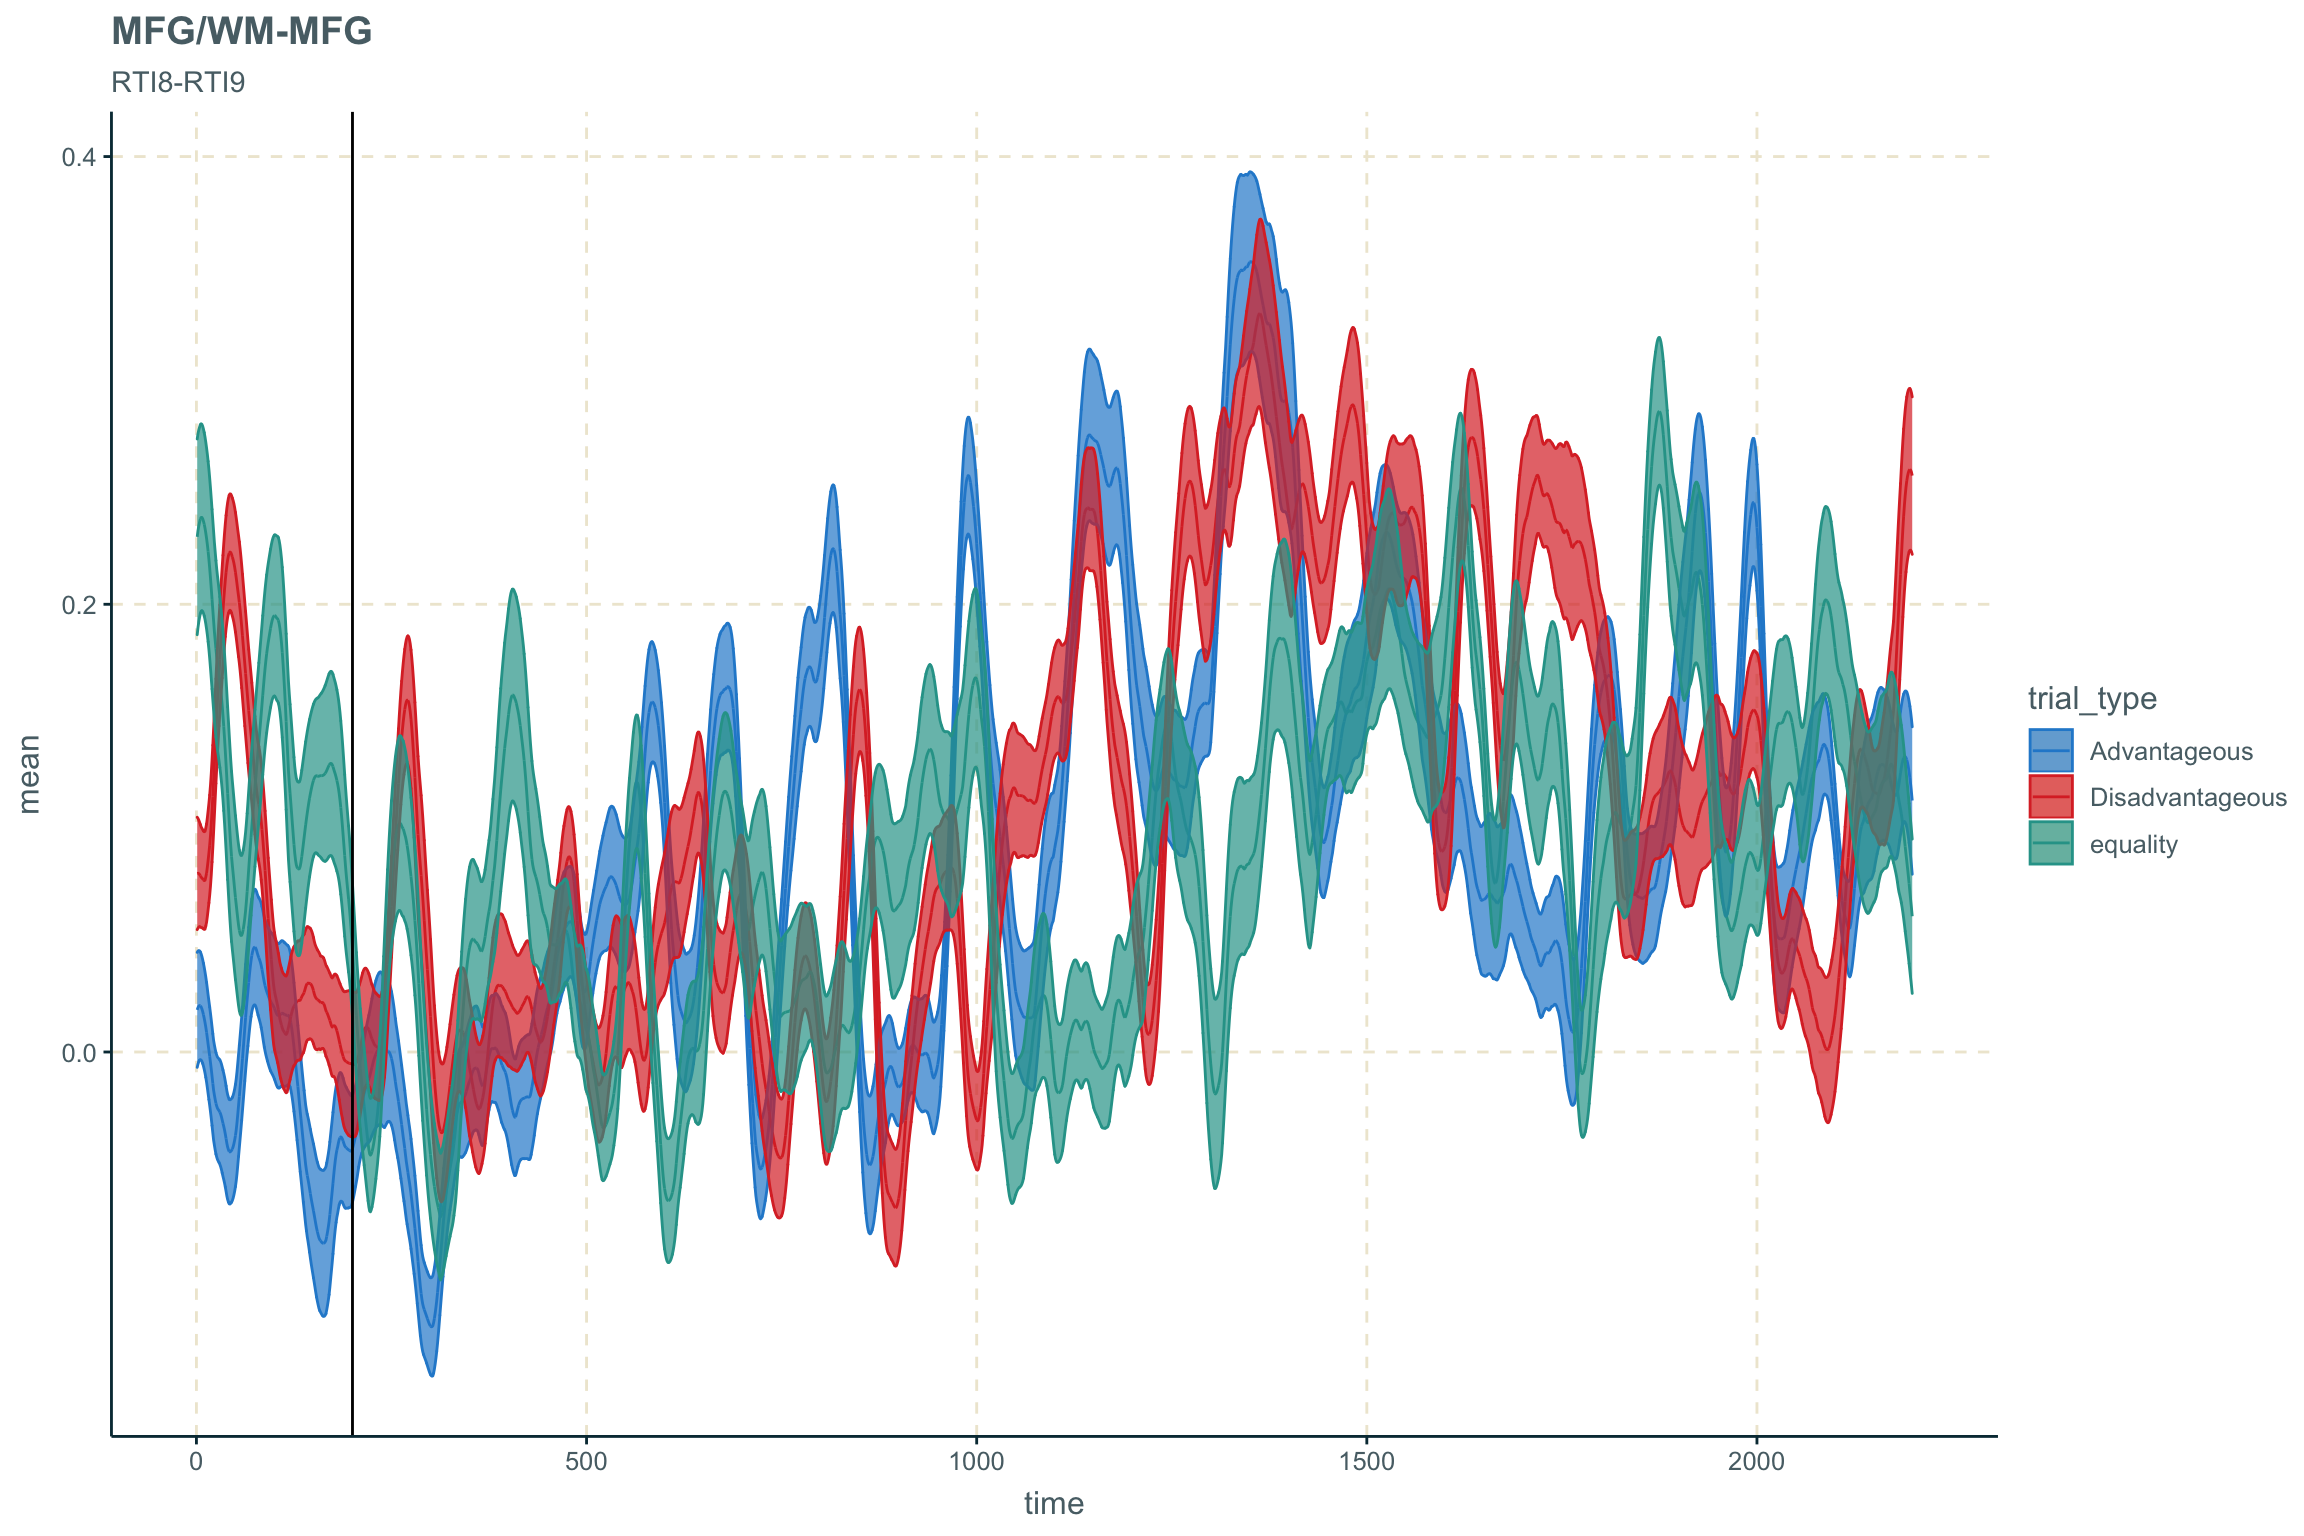 MFG/WM-MFG
RTI8-RTI9
0.4
0.2
0.0
mean
0
500
1000
1500
2000
time
trial_type
Advantageous
Disadvantageous
equality